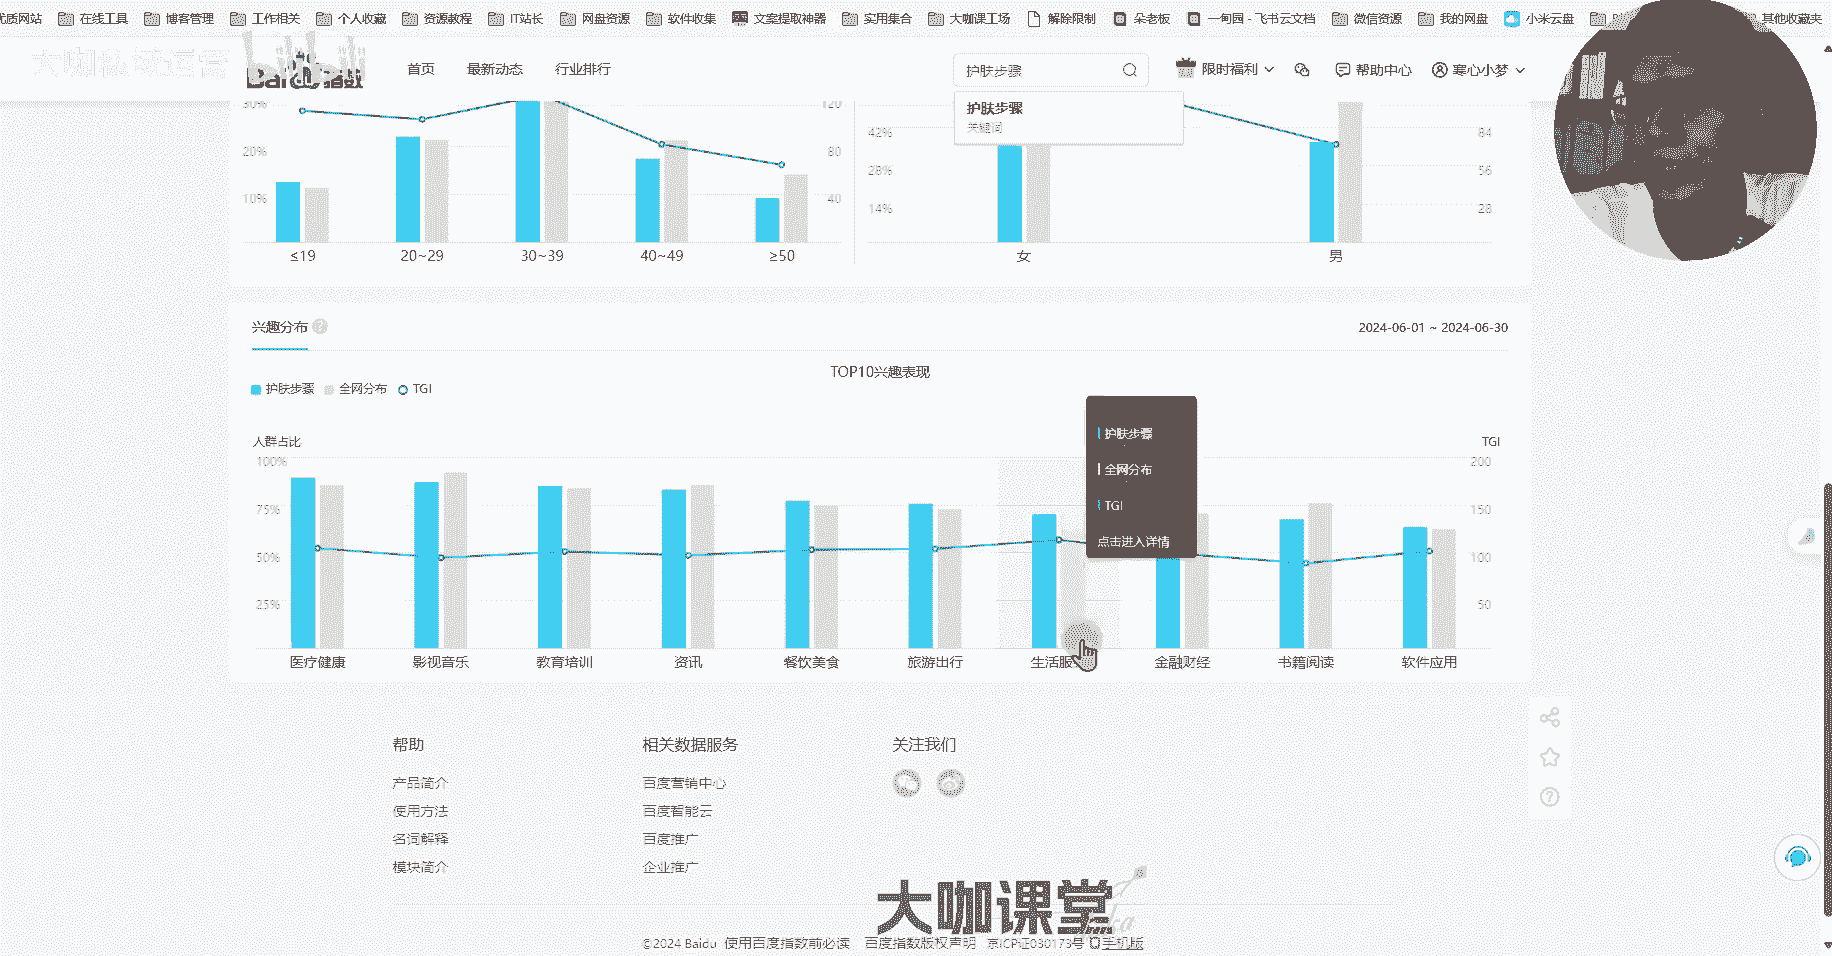 优质网站 在线工具 博客管理 工作相关 个人收藏 资源教程 IT站长 网盘资源 软件收集 文案提取神器 实用集合 大咖课工场 解除限制 朵老板 一甸园 - 飞书云文档 微信资源 我的网盘 小米云盘 其他收藏夹
Bai 指数 首页 最新动态 行业排行 护肤步骤 限时福利 帮助中心 寒心小梦
护肤步骤
关键词
30% 120
42% 84
20% 80
28% 56
10% 40
14% 28
≤19 20~29 30~39 40~49 ≥50 女 男
兴趣分布 2024-06-01 ~ 2024-06-30
TOP10兴趣表现
护肤步骤 全网分布 TGI
人群占比 TGI
100% 200
75% 150
50% 100
25% 50
护肤步骤
全网分布
TGI
点击进入详情
医疗健康 影视音乐 教育培训 资讯 餐饮美食 旅游出行 生活服 金融财经 书籍阅读 软件应用
帮助 相关数据服务 关注我们
产品简介 百度营销中心
使用方法 百度智能云
名词解释 百度推广
模块简介 企业推广
大咖课堂
©2024 Baidu 使用百度指数前必读 百度指数版权声明 京ICP证030173号 手机版